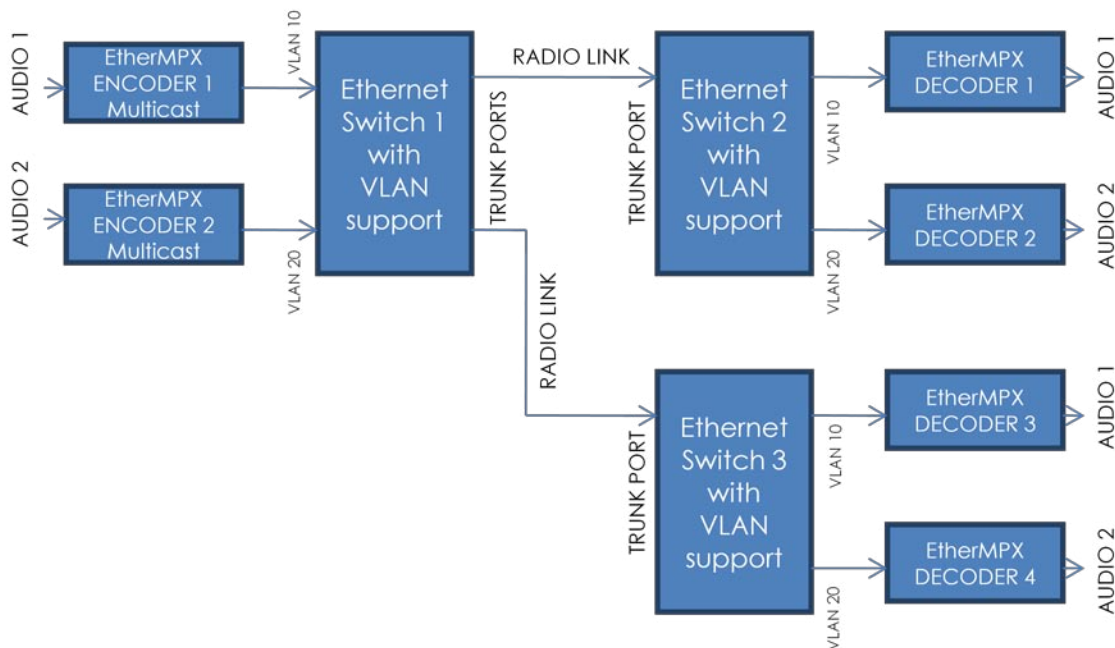 AUDIO 1
EtherMPX
ENCODER 1
Multicast
VLAN 10
AUDIO 2
EtherMPX
ENCODER 2
Multicast
VLAN 20
Ethernet
Switch 1
with
VLAN
support
TRUNK PORTS
RADIO LINK
RADIO LINK
TRUNK PORT
Ethernet
Switch 2
with
VLAN
support
VLAN 10
EtherMPX
DECODER 1
AUDIO 1
VLAN 20
EtherMPX
DECODER 2
AUDIO 2
TRUNK PORT
Ethernet
Switch 3
with
VLAN
support
VLAN 10
EtherMPX
DECODER 3
AUDIO 1
VLAN 20
EtherMPX
DECODER 4
AUDIO 2